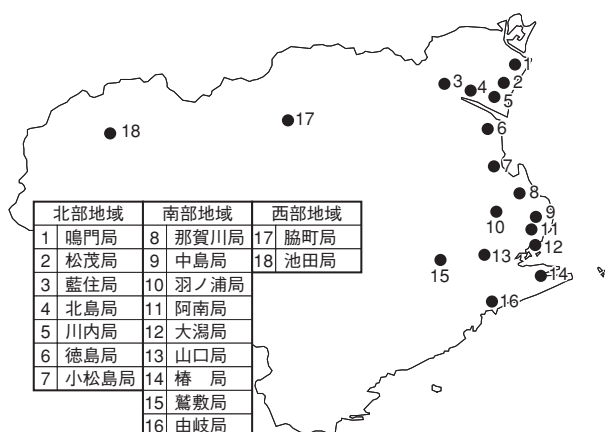 1
2
3
4
5
17
18
6
7
8
9
10
11
12
13
15
14
16
北部地域 南部地域 西部地域
1 鳴門局 8 那賀川局 17 脇町局
2 松茂局 9 中島局 18 池田局
3 藍住局 10 羽ノ浦局
4 北島局 11 阿南局
5 川内局 12 大潟局
6 徳島局 13 山口局
7 小松島局 14 椿 局
15 鷲敷局
16 由岐局